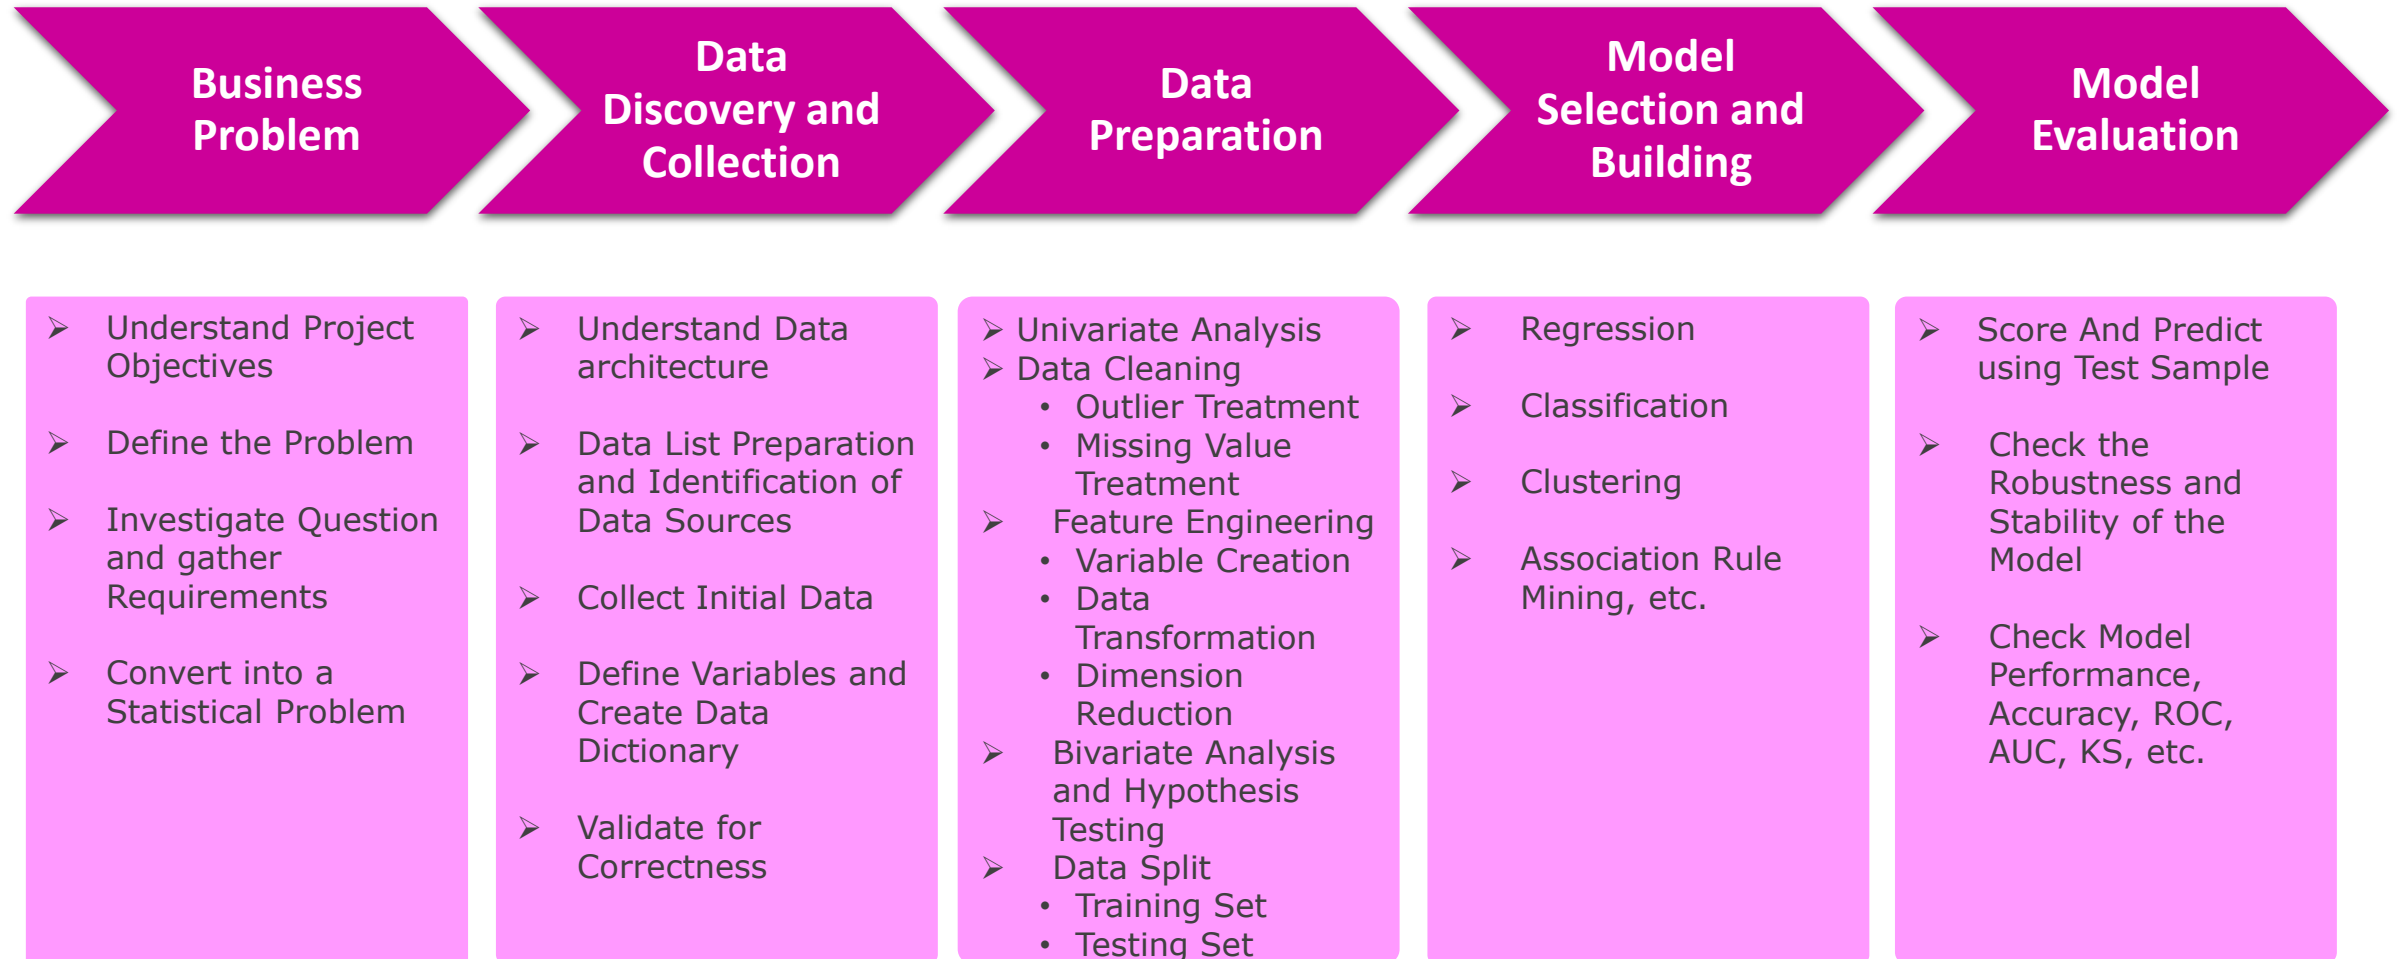 Business
Problem
Data
Discovery and
Collection
Data
Preparation
Model
Selection and
Building
Model
Evaluation
➢ Understand Project
Objectives
➢ Define the Problem
➢ Investigate Question
and gather
Requirements
➢ Convert into a
Statistical Problem
➢ Understand Data
architecture
➢ Data List Preparation
and Identification of
Data Sources
➢ Collect Initial Data
➢ Define Variables and
Create Data
Dictionary
➢ Validate for
Correctness
➢ Univariate Analysis
➢ Data Cleaning
• Outlier Treatment
• Missing Value
Treatment
➢ Feature Engineering
• Variable Creation
• Data
Transformation
• Dimension
Reduction
➢ Bivariate Analysis
and Hypothesis
Testing
➢ Data Split
• Training Set
• Testing Set
➢ Regression
➢ Classification
➢ Clustering
➢ Association Rule
Mining, etc.
➢ Score And Predict
using Test Sample
➢ Check the
Robustness and
Stability of the
Model
➢ Check Model
Performance,
Accuracy, ROC,
AUC, KS, etc.